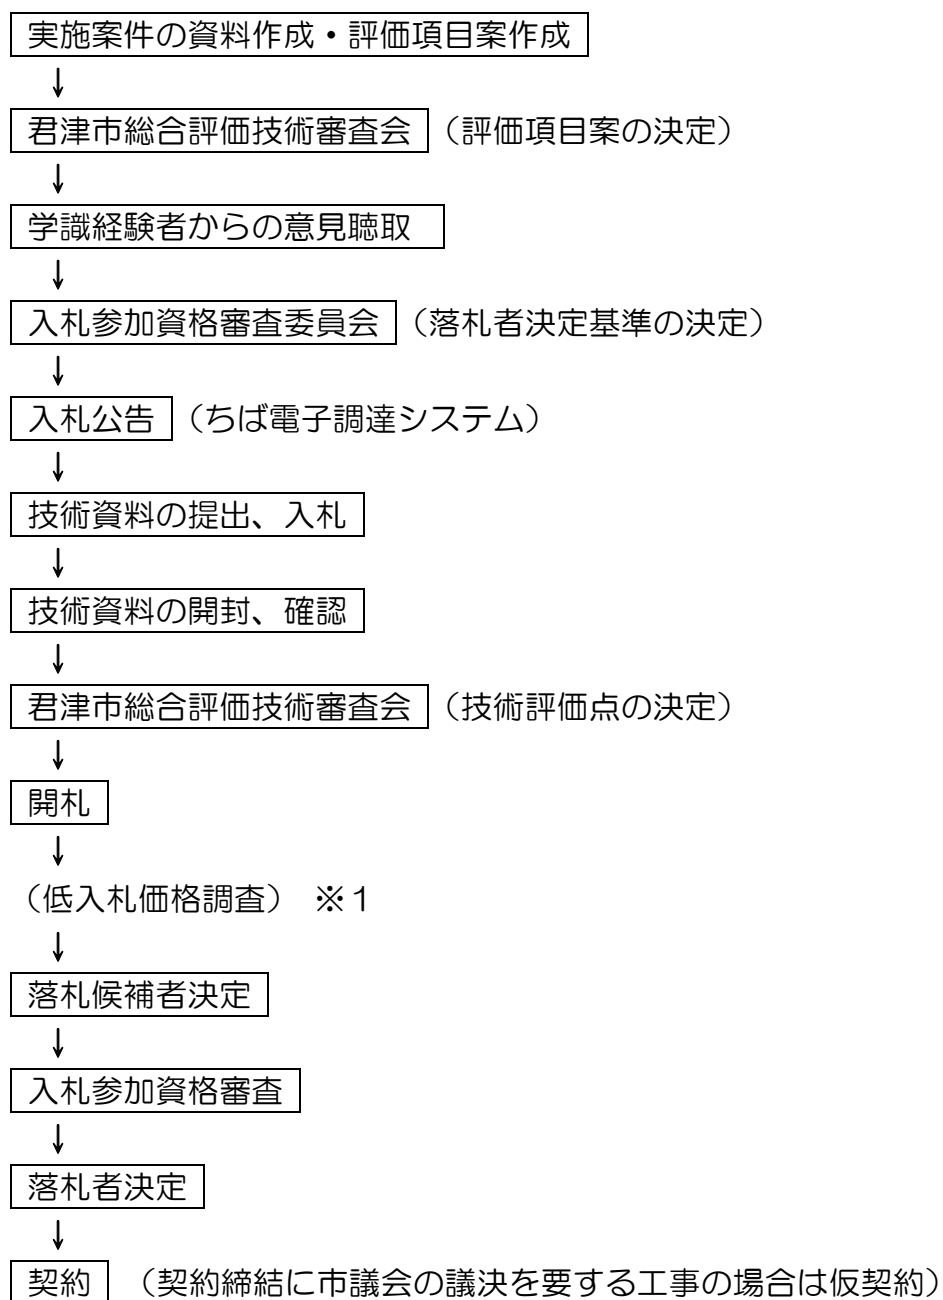 実施案件の資料作成・評価項目案作成
↓
君津市総合評価技術審査会（評価項目案の決定）
↓
学識経験者からの意見聴取
↓
入札参加資格審査委員会（落札者決定基準の決定）
↓
入札公告（ちば電子調達システム）
↓
技術資料の提出、入札
↓
技術資料の開封、確認
↓
君津市総合評価技術審査会（技術評価点の決定）
↓
開札
↓
（低入札価格調査）　※１
↓
落札候補者決定
↓
入札参加資格審査
↓
落札者決定
↓
契約　（契約締結に市議会の議決を要する工事の場合は仮契約）